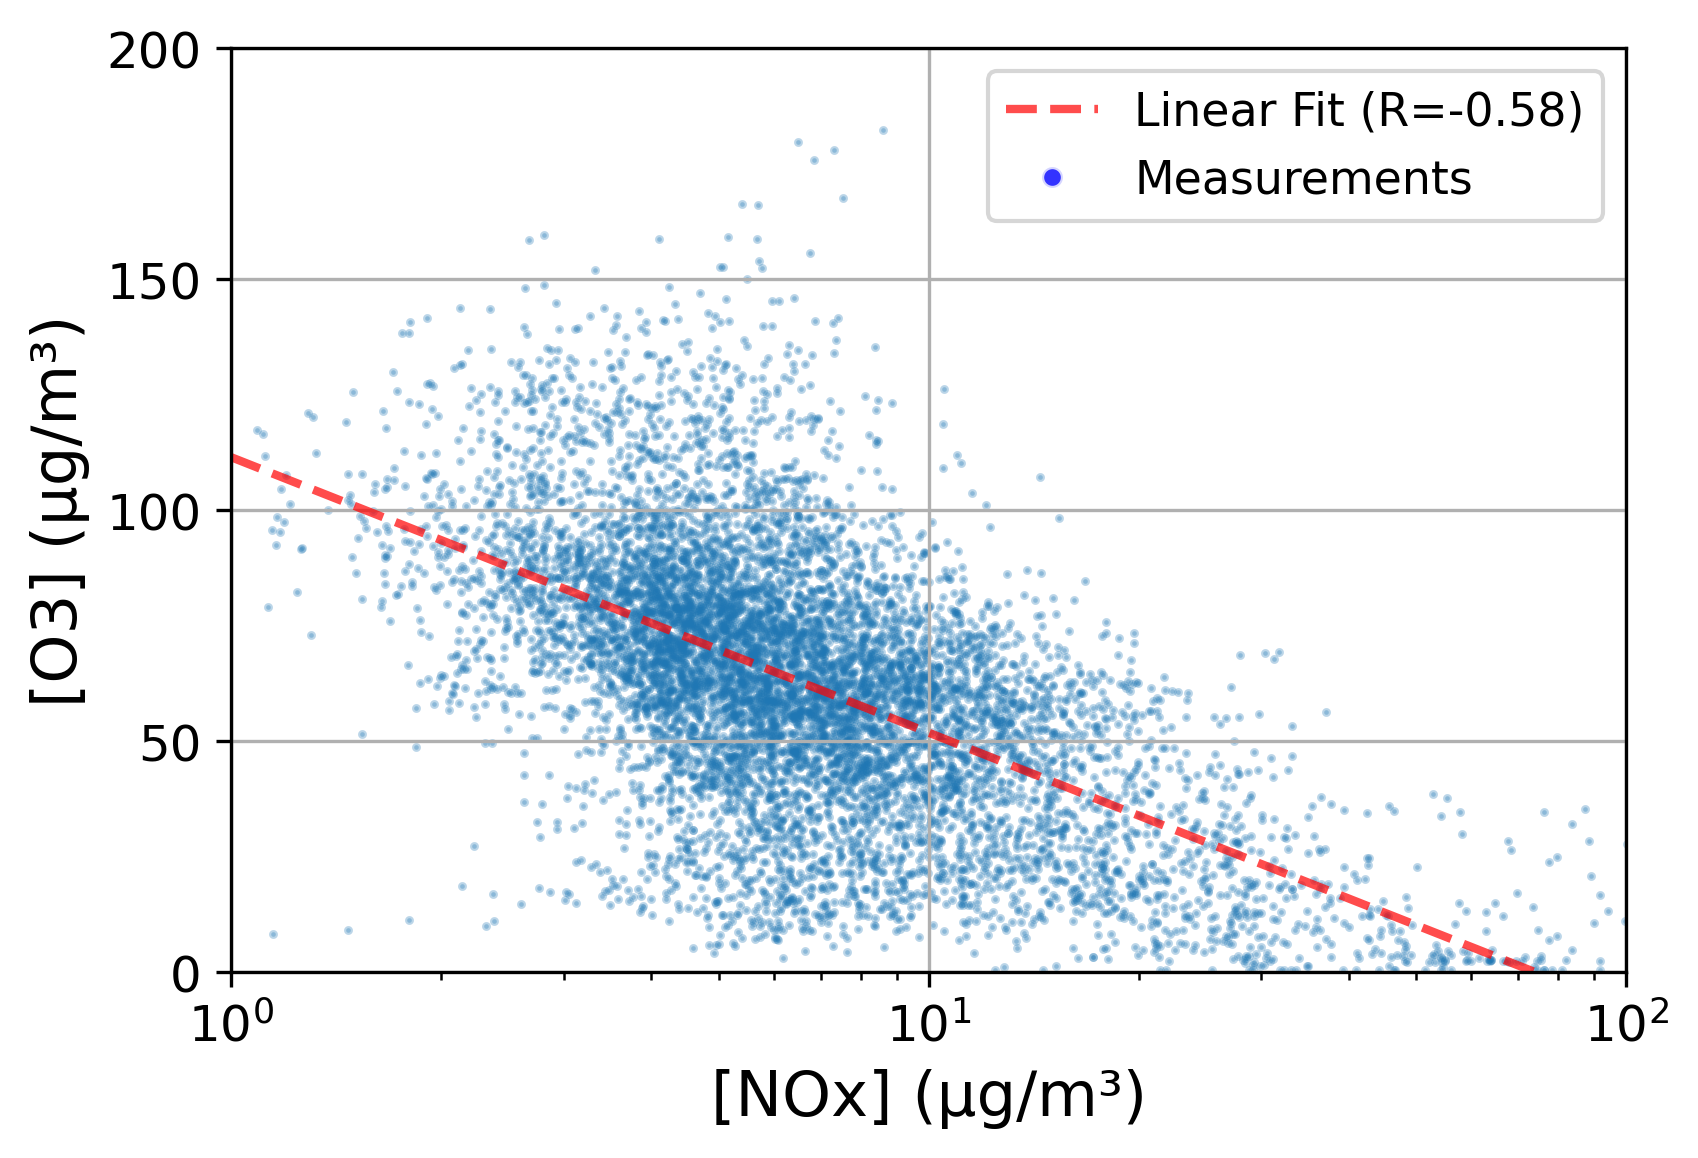 200
150
100
50
0
[O3] (µg/m³)
Linear Fit (R=-0.58)
Measurements
10⁰ 10¹ 10²
[NOx] (µg/m³)